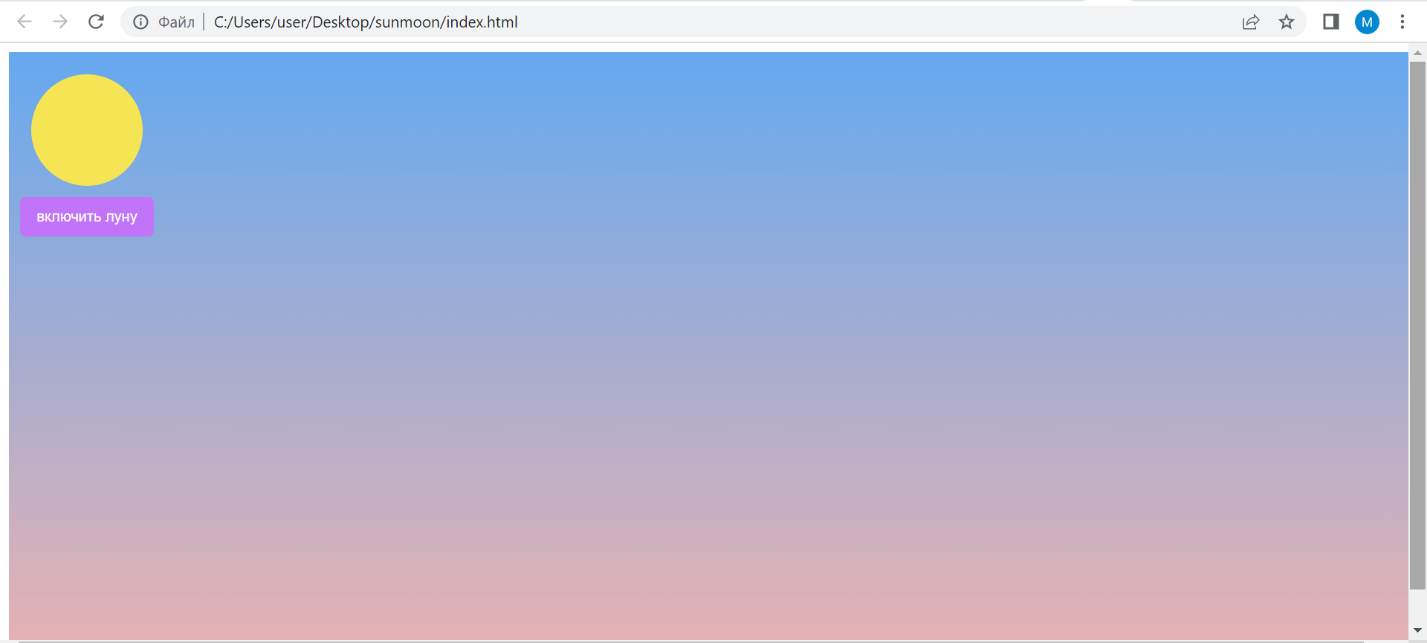 Файл
C:/Users/user/Desktop/sunmoon/index.html
M
включить луну